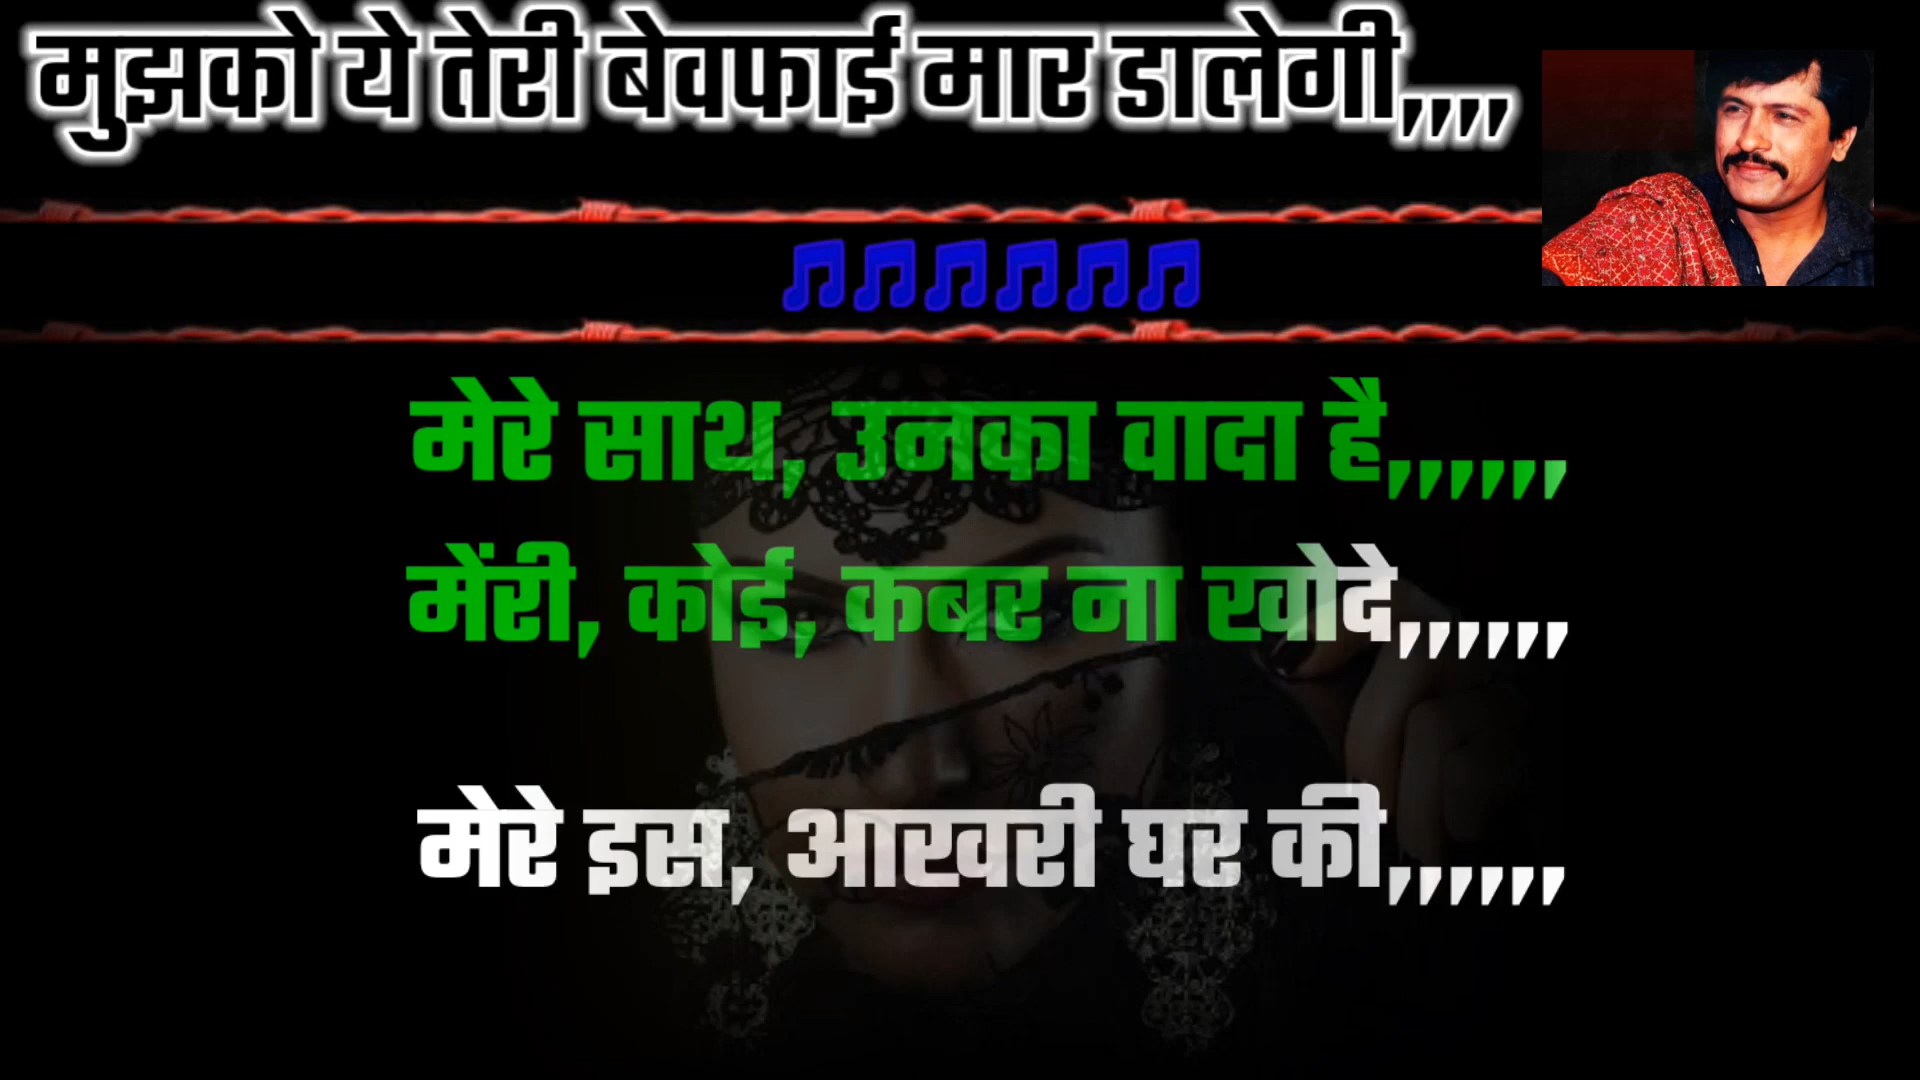 मुझको ये तेरी बेवफाई मार डालेगी,,,,
मेरे साथ, उनका वादा है,,,,,,
मेंरी, कोई, कबर ना खोदे,,,,,,
मेरे इस, आखरी घर की,,,,,,